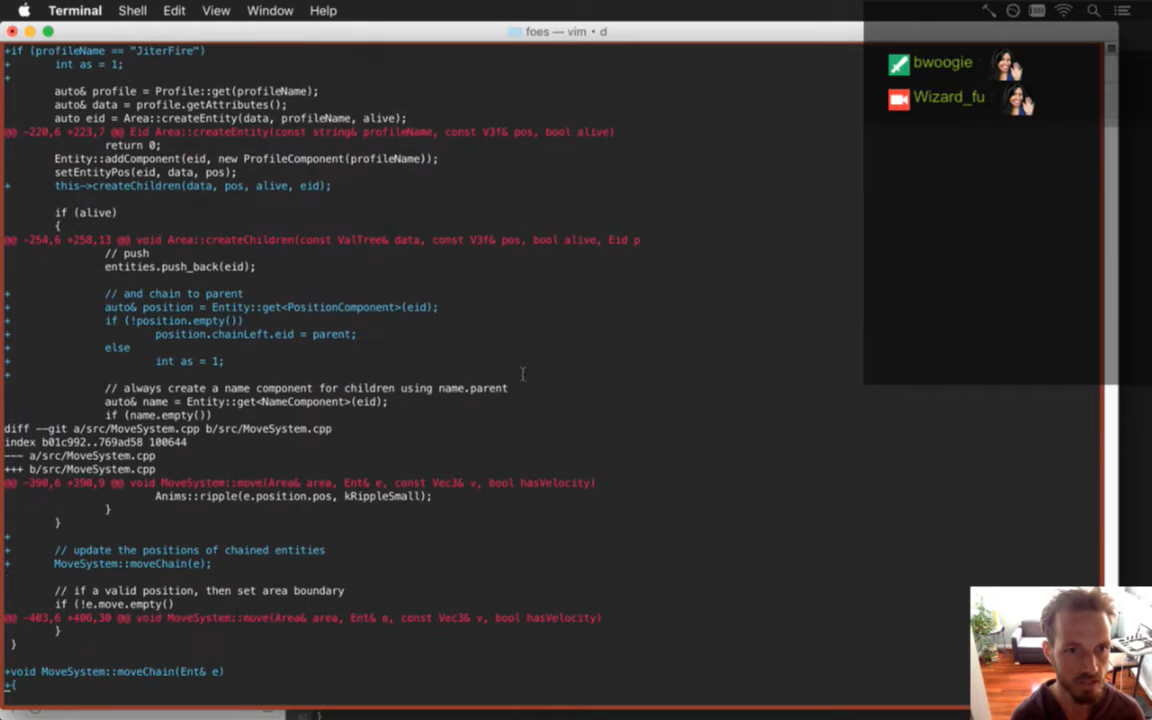 Terminal Shell Edit View Window Help
foes — vim • d
+if (profileName == "JiterFire")
+ int as = 1;
+
auto& profile = Profile::get(profileName);
auto& data = profile.getAttributes();
auto eid = Area::createEntity(data, profileName, alive);
@@ -220,6 +223,7 @@ Eid Area::createEntity(const string& profileName, const V3f& pos, bool alive)
return 0;
Entity::addComponent(eid, new ProfileComponent(profileName));
setEntityPos(eid, data, pos);
+ this->createChildren(data, pos, alive, eid);
if (alive)
{
@@ -254,6 +258,13 @@ void Area::createChildren(const ValTree& data, const V3f& pos, bool alive, Eid p
// push
entities.push_back(eid);
+ // and chain to parent
+ auto& position = Entity::get<PositionComponent>(eid);
+ if (!position.empty())
+ position.chainLeft.eid = parent;
+ else
+ int as = 1;
+
// always create a name component for children using name.parent
auto& name = Entity::get<NameComponent>(eid);
if (name.empty())
diff --git a/src/MoveSystem.cpp b/src/MoveSystem.cpp
index b01c992..769ad58 100644
--- a/src/MoveSystem.cpp
+++ b/src/MoveSystem.cpp
@@ -390,6 +390,9 @@ void MoveSystem::move(Area& area, Ent& e, const Vec3& v, bool hasVelocity)
Anims::ripple(e.position.pos, kRippleSmall);
}
}
+
+ // update the positions of chained entities
+ MoveSystem::moveChain(e);
// if a valid position, then set area boundary
if (!e.move.empty()
@@ -403,6 +406,30 @@ void MoveSystem::move(Area& area, Ent& e, const Vec3& v, bool hasVelocity)
}
}
+void MoveSystem::moveChain(Ent& e)
+{
bwoogie
Wizard_fu